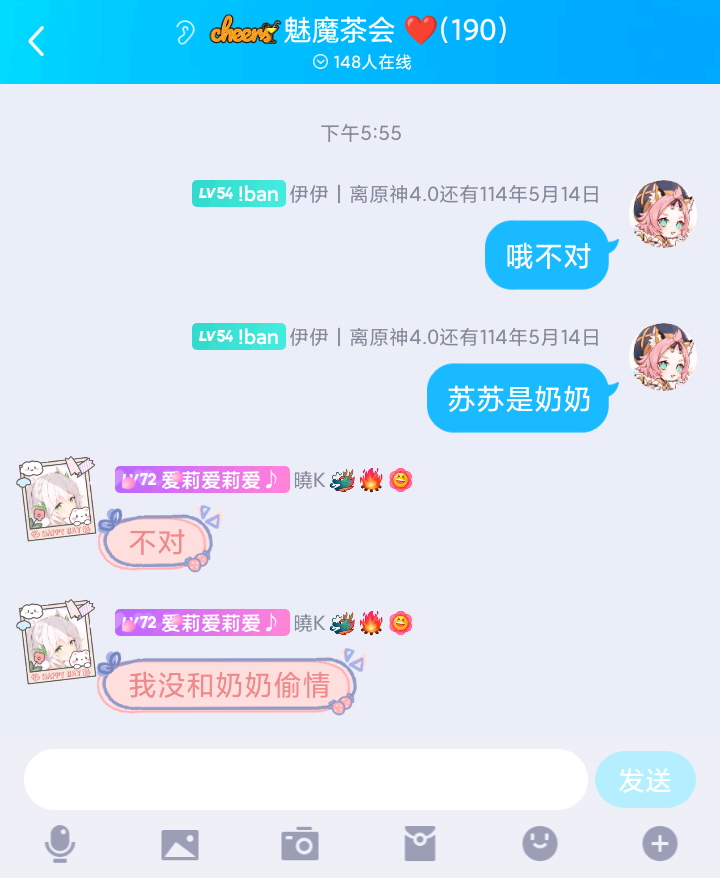 cheers 魅魔茶会 ❤️(190)
148人在线
下午5:55
LV54 !ban 伊伊丨离原神4.0还有114年5月14日
哦不对
LV54 !ban 伊伊丨离原神4.0还有114年5月14日
苏苏是奶奶
LV72 爱莉爱莉爱♪ 曉K 🐲🔥
不对
HAPPY DAY
LV72 爱莉爱莉爱♪ 曉K 🐲🔥
我没和奶奶偷情
HAPPY DAY
发送